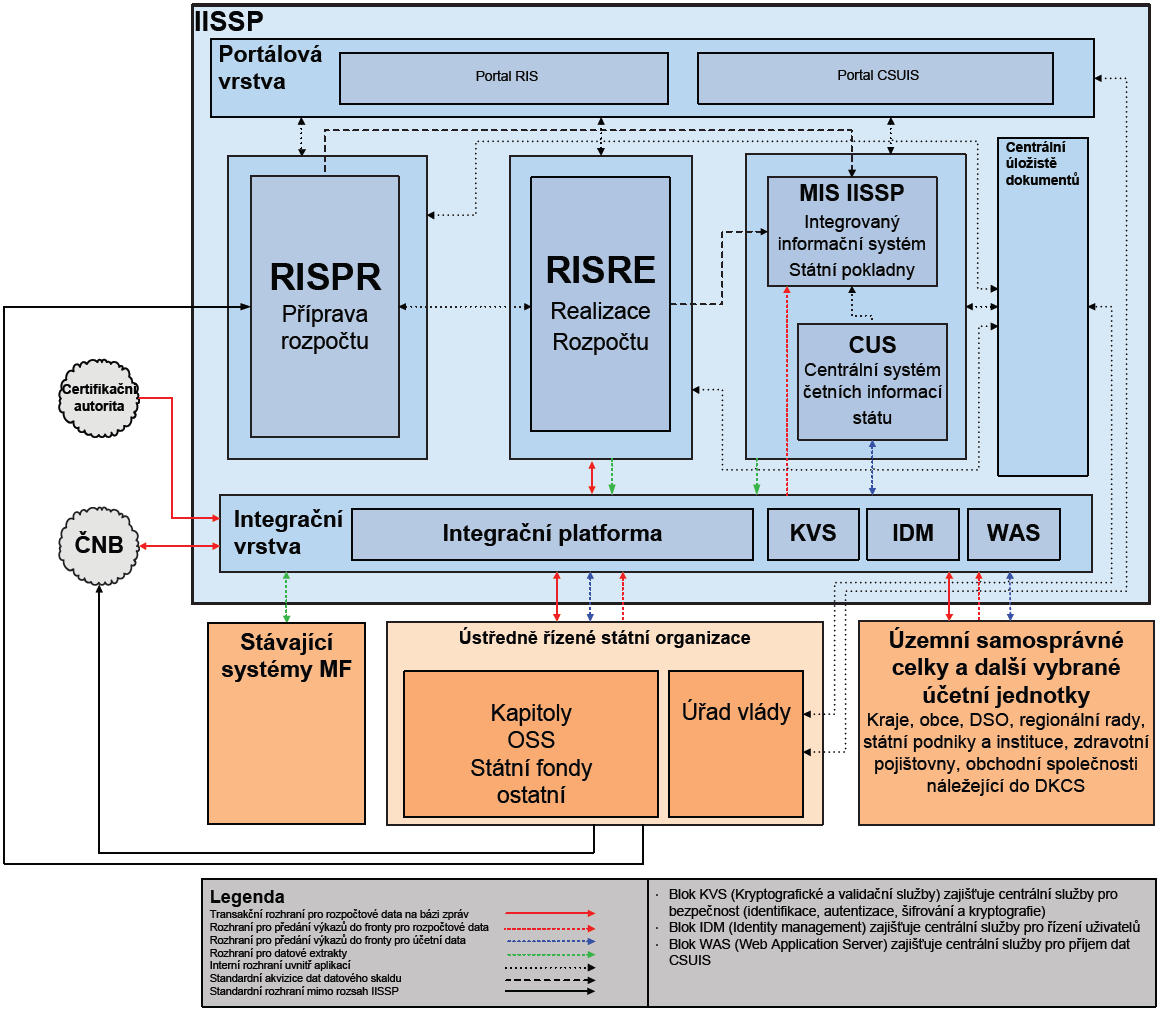 IISSP
Portálová
vrstva
Portal RIS
Portal CSUIS
Centrální
úložistě
dokumentů
RISPR
Příprava
rozpočtu
RISRE
Realizace
Rozpočtu
MIS IISSP
Integrovaný
informační systém
Státní pokladny
CUS
Centrální systém
četních informací
státu
Certifikační
autorita
ČNB
Integrační
vrstva
Integrační platforma
KVS
IDM
WAS
Stávající
systémy MF
Ústředně řízené státní organizace
Kapitoly
OSS
Státní fondy
ostatní
Úřad vlády
Územní samosprávné
celky a další vybrané
účetní jednotky
Kraje, obce, DSO, regionální rady,
státní podniky a instituce, zdravotní
pojištovny, obchodní společnosti
náležející do DKCS
Legenda
Transakční rozhraní pro rozpočtové data na bázi zpráv
Rozhraní pro předání výkazů do fronty pro rozpočtové data
Rozhraní pro předání výkazů do fronty pro účetní data
Rozhraní pro datové extrakty
Interní rozhraní uvnitř aplikací
Standardní akvizice dat datového skaldu
Standardní rozhraní mimo rozsah IISSP
· Blok KVS (Kryptografické a validační služby) zajišťuje centrální služby pro
bezpečnost (identifikace, autentizace, šifrování a kryptografie)
· Blok IDM (Identity management) zajišťuje centrální služby pro řízení uživatelů
· Blok WAS (Web Application Server) zajišťuje centrální služby pro příjem dat
CSUIS